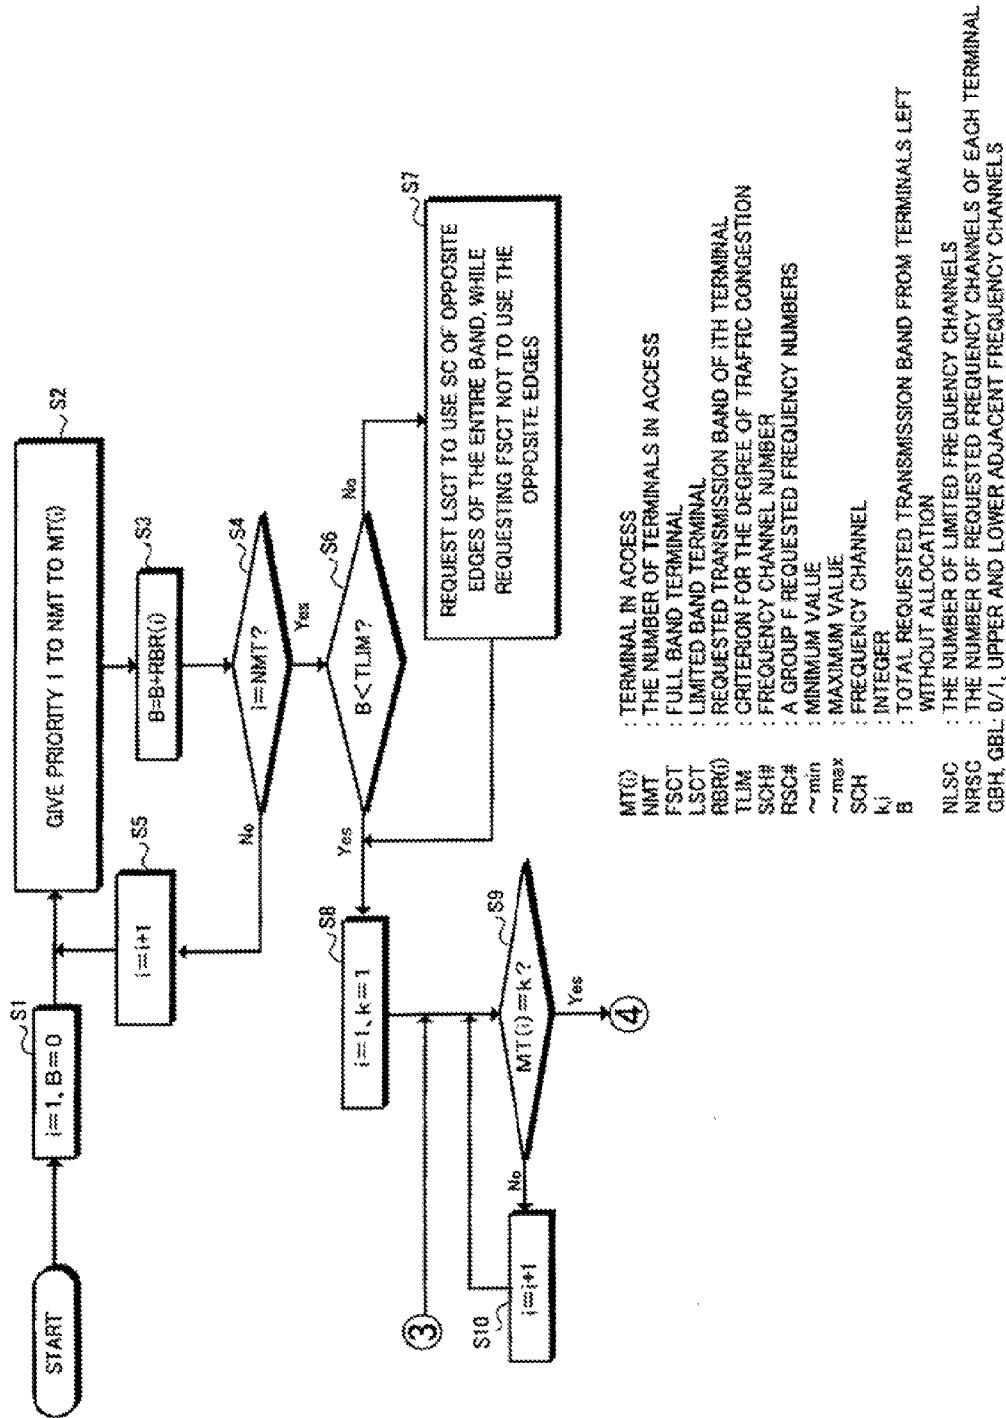 START
S1
i=1, B=0
S2
GIVE PRIORITY 1 TO NMT TO MT(i)
S3
B=B+RBR(i)
S4
i=NMT?
No
Yes
S5
i=i+1
S6
B<TLIM?
Yes
No
S7
REQUEST LSCT TO USE SC OF OPPOSITE
EDGES OF THE ENTIRE BAND, WHILE
REQUESTING FSCT NOT TO USE THE
OPPOSITE EDGES
S8
i=1, k=1
3
S9
MT(i)=k?
No
Yes
S10
i=i+1
4
MT(i) : TERMINAL IN ACCESS
NMT : THE NUMBER OF TERMINALS IN ACCESS
FSCT : FULL BAND TERMINAL
LSCT : LIMITED BAND TERMINAL
RBR(i) : REQUESTED TRANSMISSION BAND OF iTH TERMINAL
TLIM : CRITERION FOR THE DEGREE OF TRAFFIC CONGESTION
SCH# : FREQUENCY CHANNEL NUMBER
RSC# : A GROUP F REQUESTED FREQUENCY NUMBERS
~min : MINIMUM VALUE
~max : MAXIMUM VALUE
SCH : FREQUENCY CHANNEL
k,i : INTEGER
B : TOTAL REQUESTED TRANSMISSION BAND FROM TERMINALS LEFT
WITHOUT ALLOCATION
NLSC : THE NUMBER OF LIMITED FREQUENCY CHANNELS
NRSC : THE NUMBER OF REQUESTED FREQUENCY CHANNELS OF EACH TERMINAL
GBH, GBL: 0/1, UPPER AND LOWER ADJACENT FREQUENCY CHANNELS